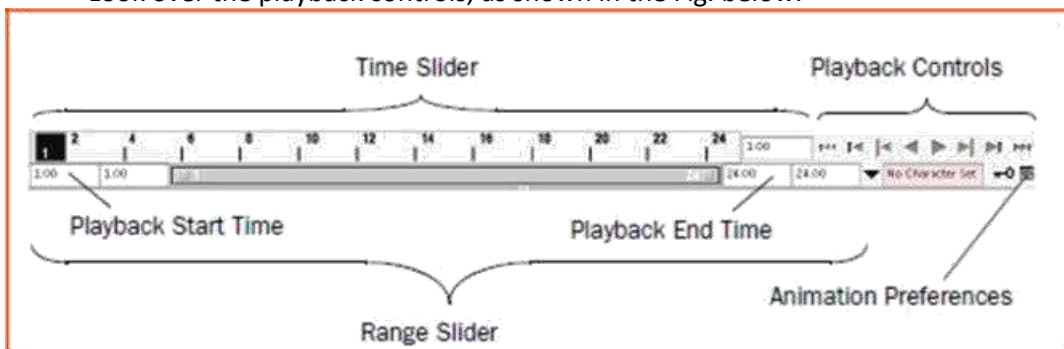 Look over the playback controls, as shown in the Fig. below.
Time Slider Playback Controls
2 4 6 8 10 12 14 16 18 20 22 24
1 1.00
1.00 1.00 24.00 24.00 No Character Set
Playback Start Time Playback End Time
Animation Preferences
Range Slider